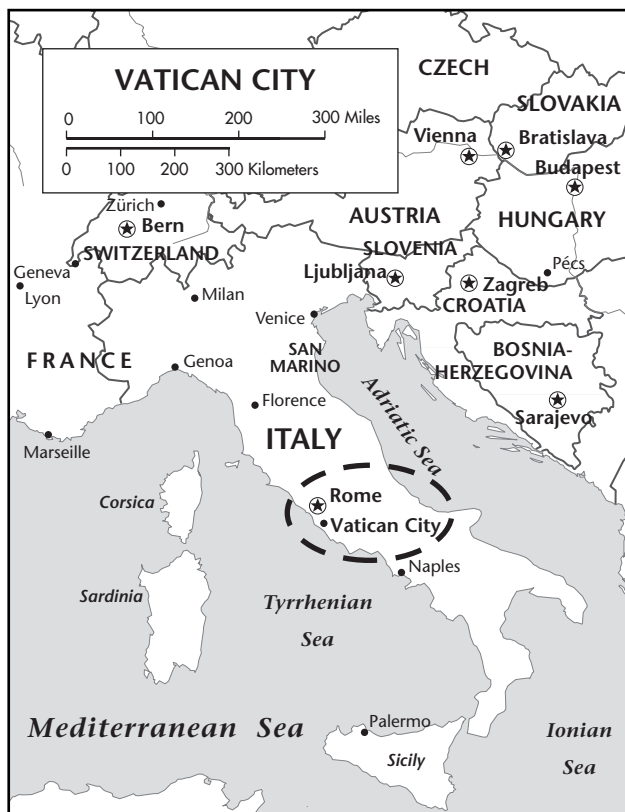 VATICAN CITY
0 100 200 300 Miles
0 100 200 300 Kilometers
CZECH
SLOVAKIA
Vienna
Bratislava
Budapest
Zürich
Bern
AUSTRIA
HUNGARY
SWITZERLAND
SLOVENIA
Geneva
Ljubljana
Pécs
Lyon
Zagreb
Milan
CROATIA
Venice
FRANCE
Genoa
SAN
MARINO
BOSNIA-
HERZEGOVINA
Florence
Adriatic Sea
Sarajevo
Marseille
ITALY
Corsica
Rome
Vatican City
Naples
Sardinia
Tyrrhenian
Sea
Mediterranean Sea
Palermo
Ionian
Sea
Sicily